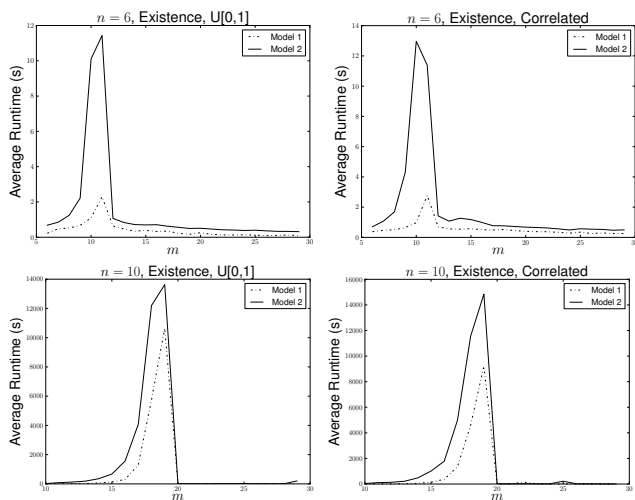 n = 6, Existence, U[0,1]
Average Runtime (s)
12
10
8
6
4
2
0
5
10
15
20
25
30
m
Model 1
Model 2
n = 6, Existence, Correlated
Average Runtime (s)
14
12
10
8
6
4
2
0
5
10
15
20
25
30
m
Model 1
Model 2
n = 10, Existence, U[0,1]
Average Runtime (s)
14000
12000
10000
8000
6000
4000
2000
0
10
15
20
25
30
m
Model 1
Model 2
n = 10, Existence, Correlated
Average Runtime (s)
16000
14000
12000
10000
8000
6000
4000
2000
0
10
15
20
25
30
m
Model 1
Model 2